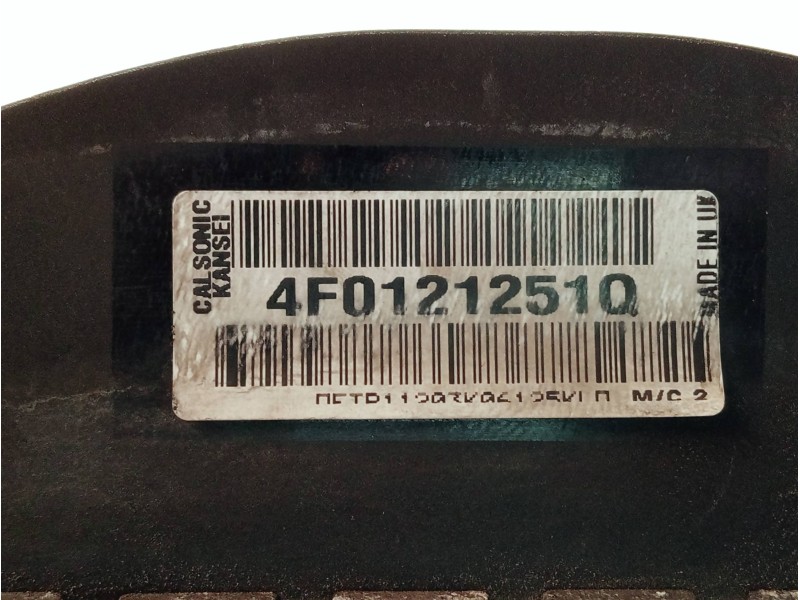 CALSONIC
KANSEI
4F0121251Q
MADE IN UK
M/C 2